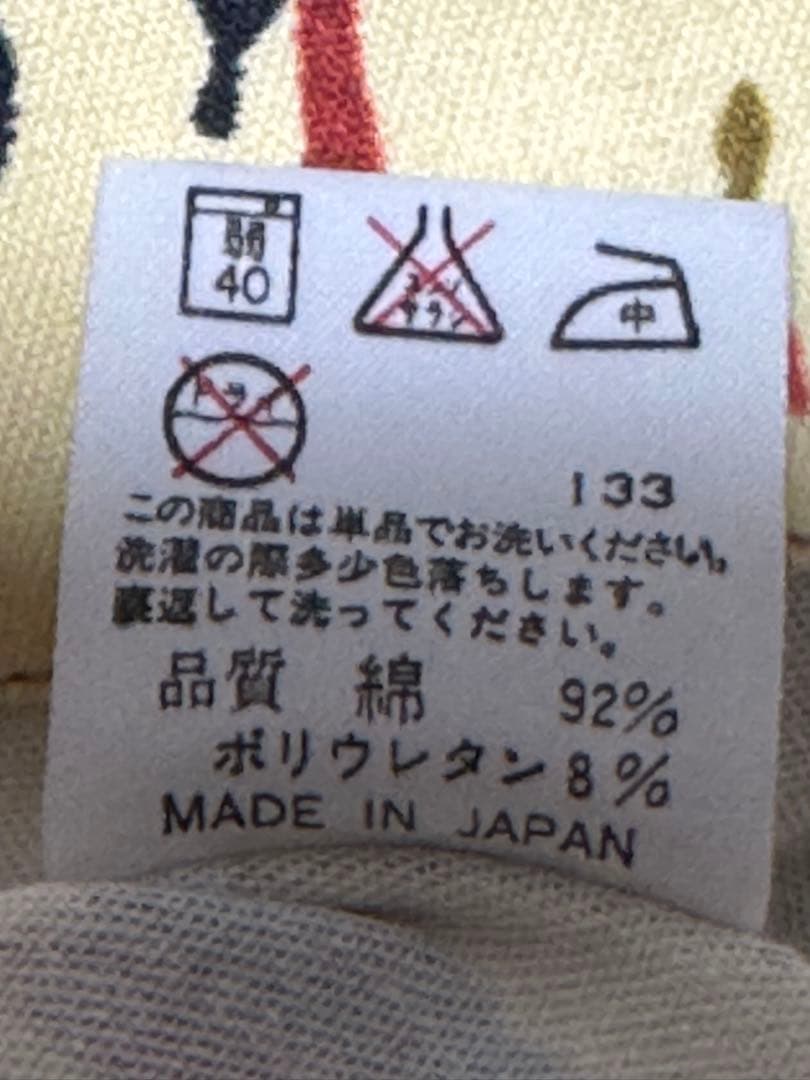 弱
40
エンソ
サラシ
中
ドライ
133
この商品は単品でお洗いください。
洗濯の際多少色落ちします。
裏返して洗ってください。
品質 綿 92%
ポリウレタン 8%
MADE IN JAPAN